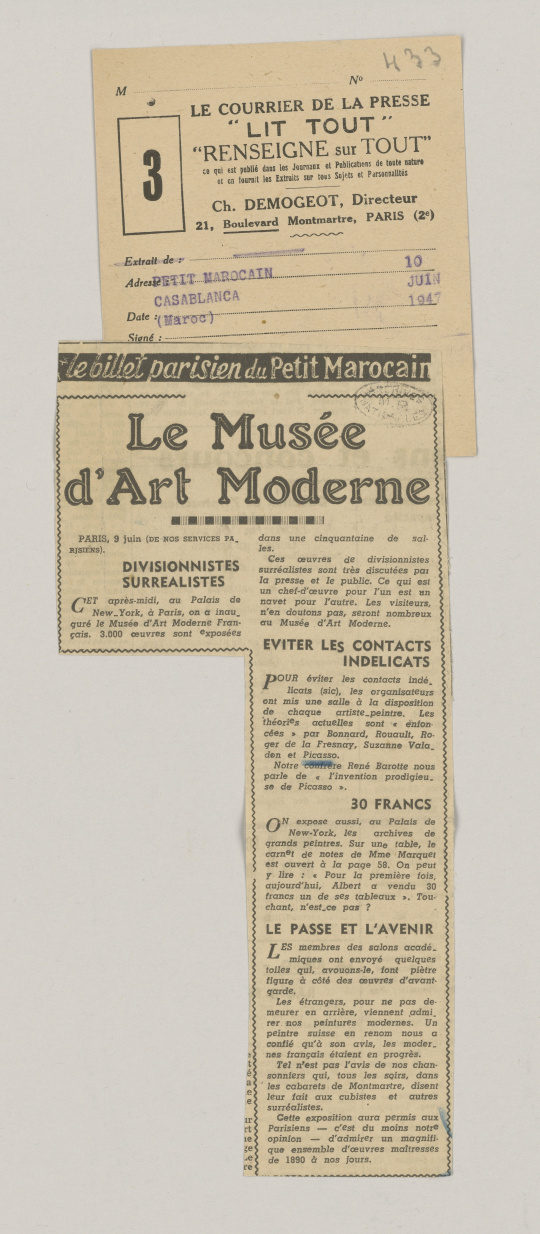 433
M Nº
3
LE COURRIER DE LA PRESSE
"LIT TOUT"
"RENSEIGNE sur TOUT"
ce qui est publié dans les Journaux et Publications de toute nature
et en fournit les Extraits sur tous Sujets et Personnalités
Ch. DEMOGEOT, Directeur
21, Boulevard Montmartre, PARIS (2e)
Extrait de : 10
Adresse PETIT MAROCAIN JUIN
CASABLANCA 1947
Date : (Maroc)
Signé :
le billet parisien du Petit Marocain
Le Musée
d'Art Moderne
PARIS, 9 juin (DE NOS SERVICES PA-
RISIENS).
DIVISIONNISTES
SURREALISTES
CET après-midi, au Palais de
New-York, à Paris, on a inau-
guré le Musée d'Art Moderne Fran-
çais. 3.000 œuvres sont exposées
dans une cinquantaine de sal-
les.
Ces œuvres de divisionnistes
surréalistes sont très discutées par
la presse et le public. Ce qui est
un chef-d'œuvre pour l'un est un
navet pour l'autre. Les visiteurs,
n'en doutons pas, seront nombreux
au Musée d'Art Moderne.
EVITER LES CONTACTS
INDELICATS
POUR éviter les contacts indé-
licats (sic), les organisateurs
ont mis une salle à la disposition
de chaque artiste-peintre. Les
théories actuelles sont « énon-
cées » par Bonnard, Rouault, Ro-
ger de la Fresnay, Suzanne Vala-
den et Picasso.
Notre confrère René Barotte nous
parle de « l'invention prodigieu-
se de Picasso ».
30 FRANCS
ON expose aussi, au Palais de
New-York, les archives de
grands peintres. Sur une table, le
carnet de notes de Mme Marquet
est ouvert à la page 58. On peut
y lire : « Pour la première fois,
aujourd'hui, Albert a vendu 30
francs un de ses tableaux ». Tou-
chant, n'est-ce pas ?
LE PASSE ET L'AVENIR
LES membres des salons acadé-
miques ont envoyé quelques
toiles qui, avouons-le, font piètre
figure à côté des œuvres d'avant-
garde.
Les étrangers, pour ne pas de-
meurer en arrière, viennent admi-
rer nos peintures modernes. Un
peintre suisse en renom nous a
confié qu'à son avis, les moder-
nes français étaient en progrès.
Tel n'est pas l'avis de nos chan-
sonniers qui, tous les soirs, dans
les cabarets de Montmartre, disent
leur fait aux cubistes et autres
surréalistes.
Cette exposition aura permis aux
Parisiens — c'est du moins notre
opinion — d'admirer un magnifi-
que ensemble d'œuvres maîtresses
de 1890 à nos jours.